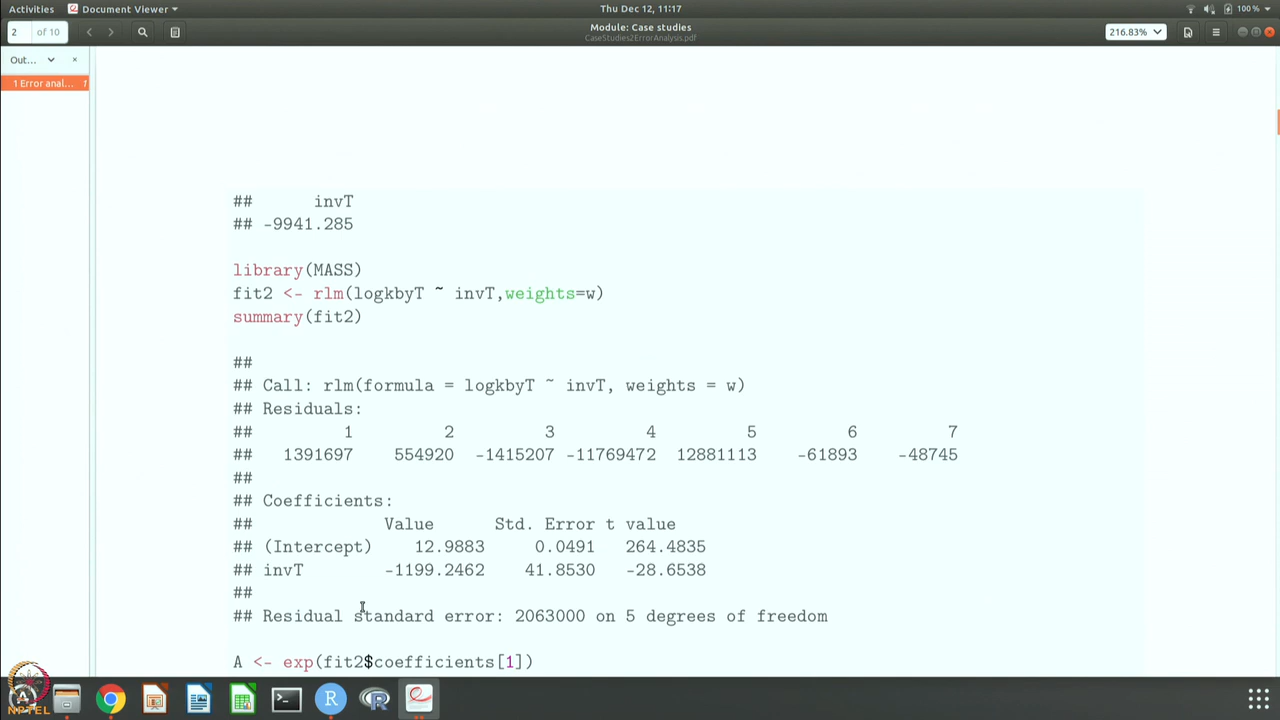 Activities Document Viewer Thu Dec 12, 11:17 100 %
2 of 10 Module: Case studies 216.83%
CaseStudies2ErrorAnalysis.pdf
Out... ×
1 Error anal... 1
## invT
## -9941.285
library(MASS)
fit2 <- rlm(logkbyT ~ invT,weights=w)
summary(fit2)
##
## Call: rlm(formula = logkbyT ~ invT, weights = w)
## Residuals:
## 1 2 3 4 5 6 7
## 1391697 554920 -1415207 -11769472 12881113 -61893 -48745
##
## Coefficients:
## Value Std. Error t value
## (Intercept) 12.9883 0.0491 264.4835
## invT -1199.2462 41.8530 -28.6538
##
## Residual standard error: 2063000 on 5 degrees of freedom
A <- exp(fit2$coefficients[1])
NPTEL